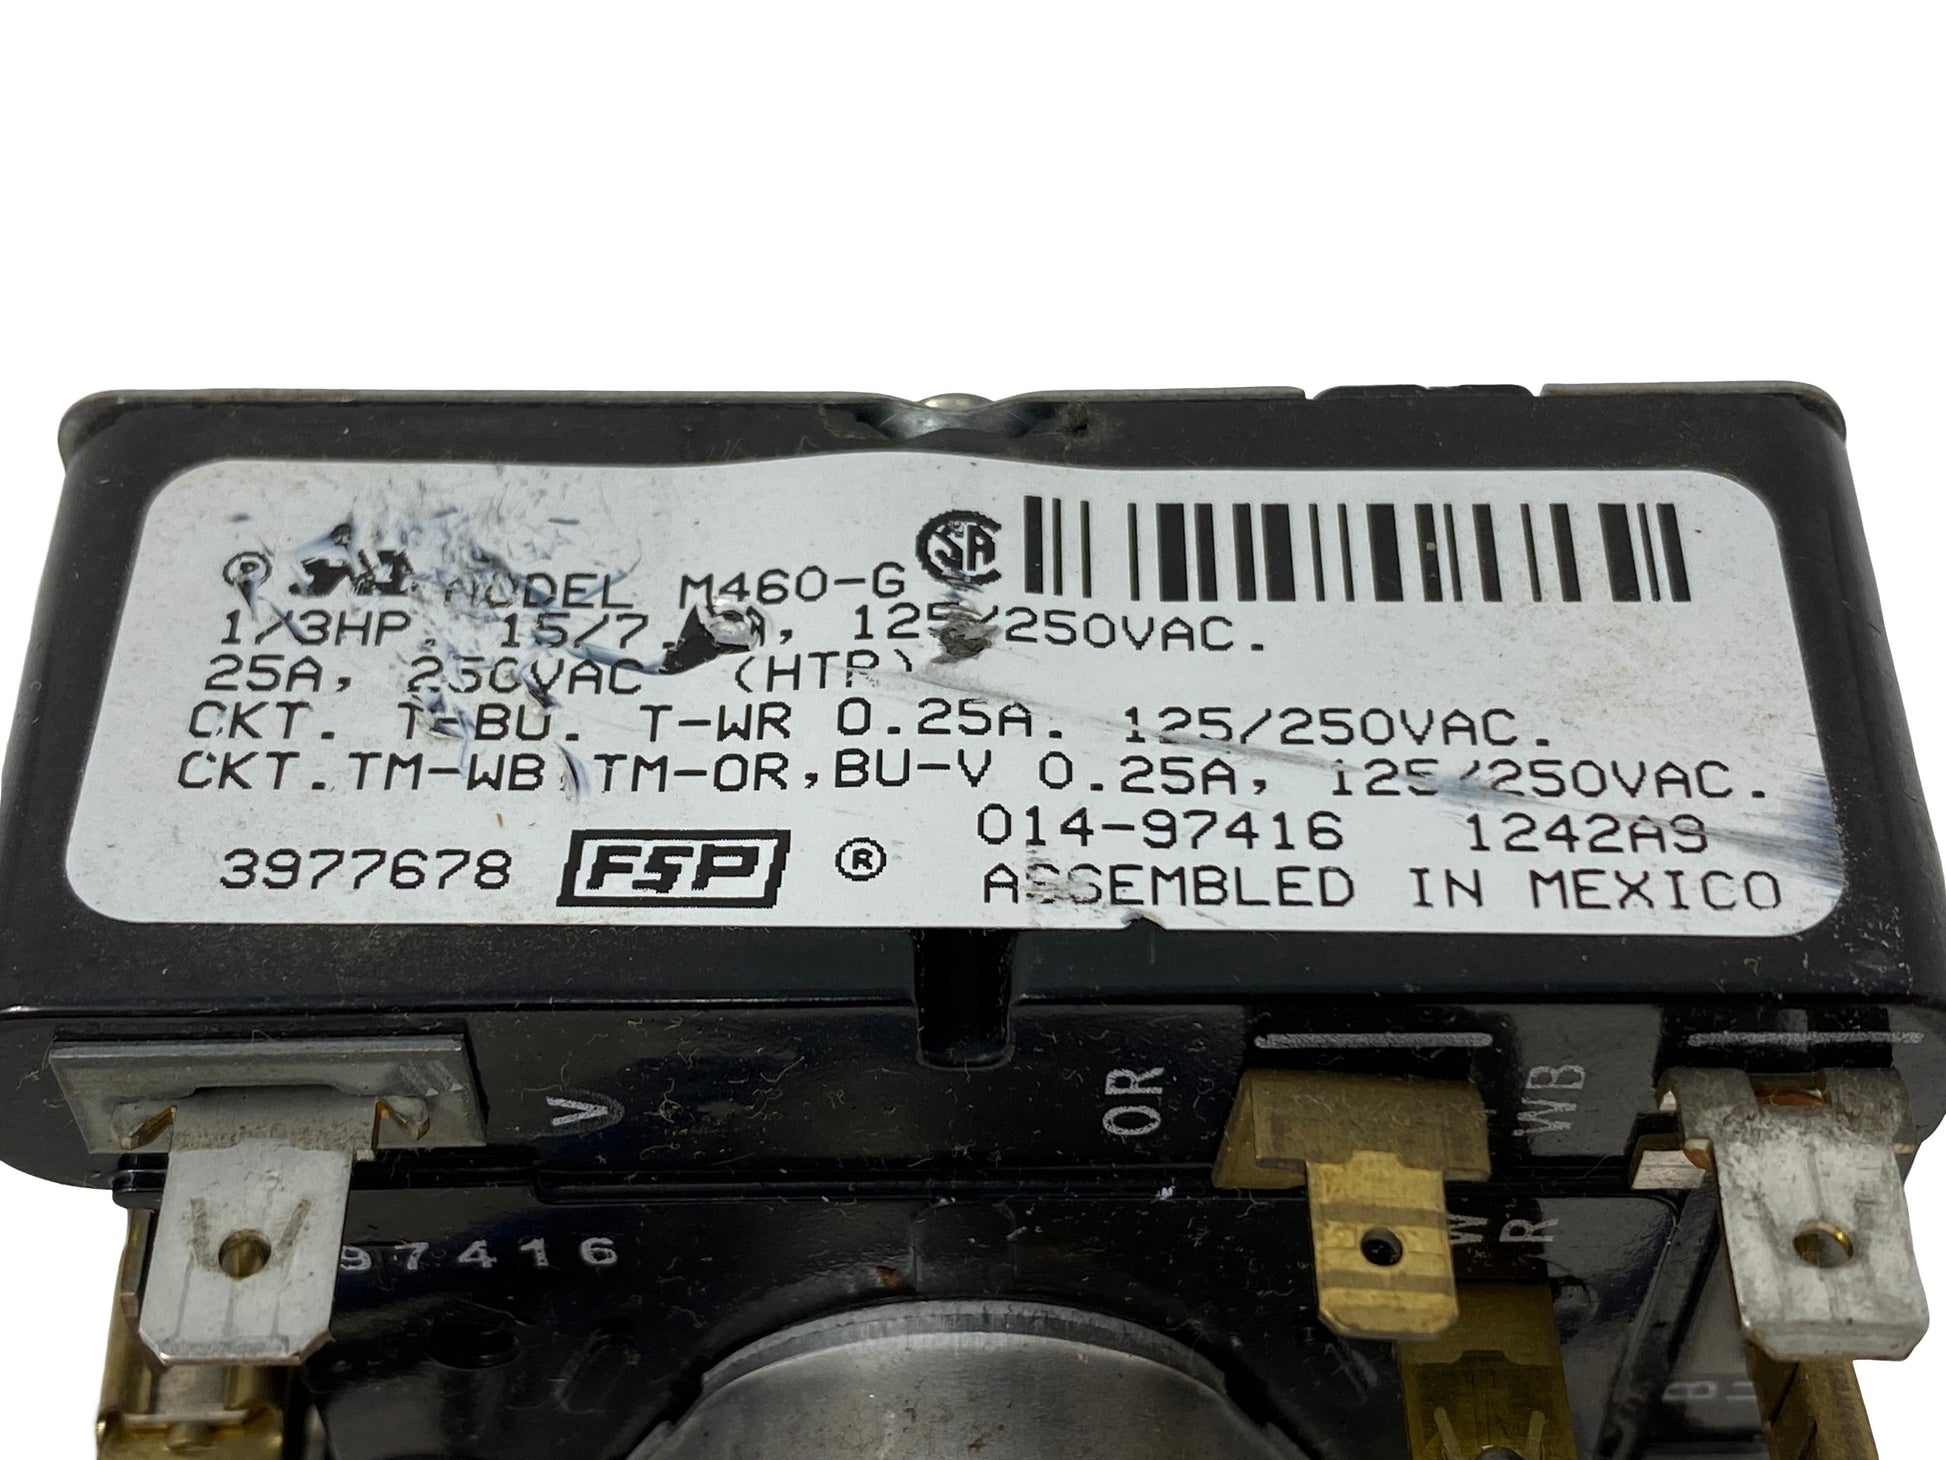 MODEL M460-G
1/3HP, 15/7. A, 125/250VAC.
25A, 250VAC (HTR)
CKT. T-BU. T-WR 0.25A. 125/250VAC.
CKT.TM-WB,TM-OR,BU-V 0.25A, 125/250VAC.
014-97416 1242A9
3977678 FSP ®
ASSEMBLED IN MEXICO
V
OR
WB
W
R
97416